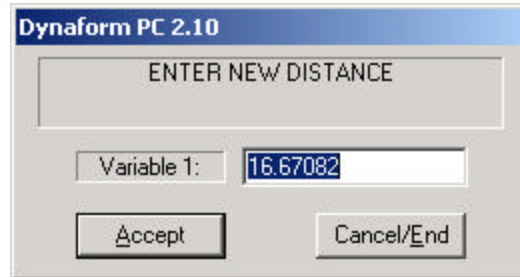 Dynaform PC 2.10
ENTER NEW DISTANCE
Variable 1: 16.67082
Accept Cancel/End